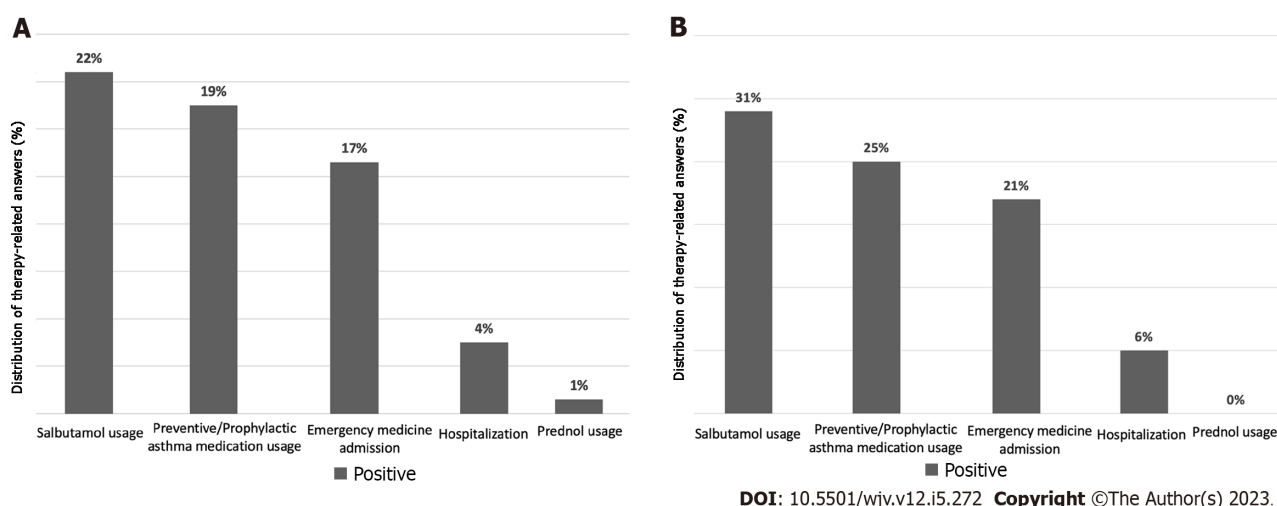 A
Distribution of therapy-related answers (%)
22%
19%
17%
4%
1%
Salbutamol usage
Preventive/Prophylactic
asthma medication usage
Emergency medicine
admission
Hospitalization
Prednol usage
Positive
B
Distribution of therapy-related answers (%)
31%
25%
21%
6%
0%
Salbutamol usage
Preventive/Prophylactic
asthma medication usage
Emergency medicine
admission
Hospitalization
Prednol usage
Positive
DOI: 10.5501/wjv.v12.i5.272 Copyright ©The Author(s) 2023.